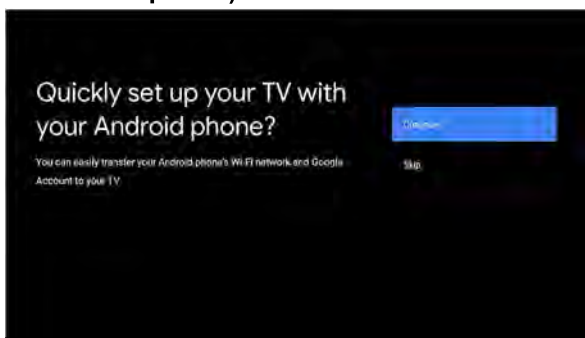 Quickly set up your TV with
your Android phone?
You can easily transfer your Android phone's Wi-Fi network and Google
Account to your TV
Continue
Skip